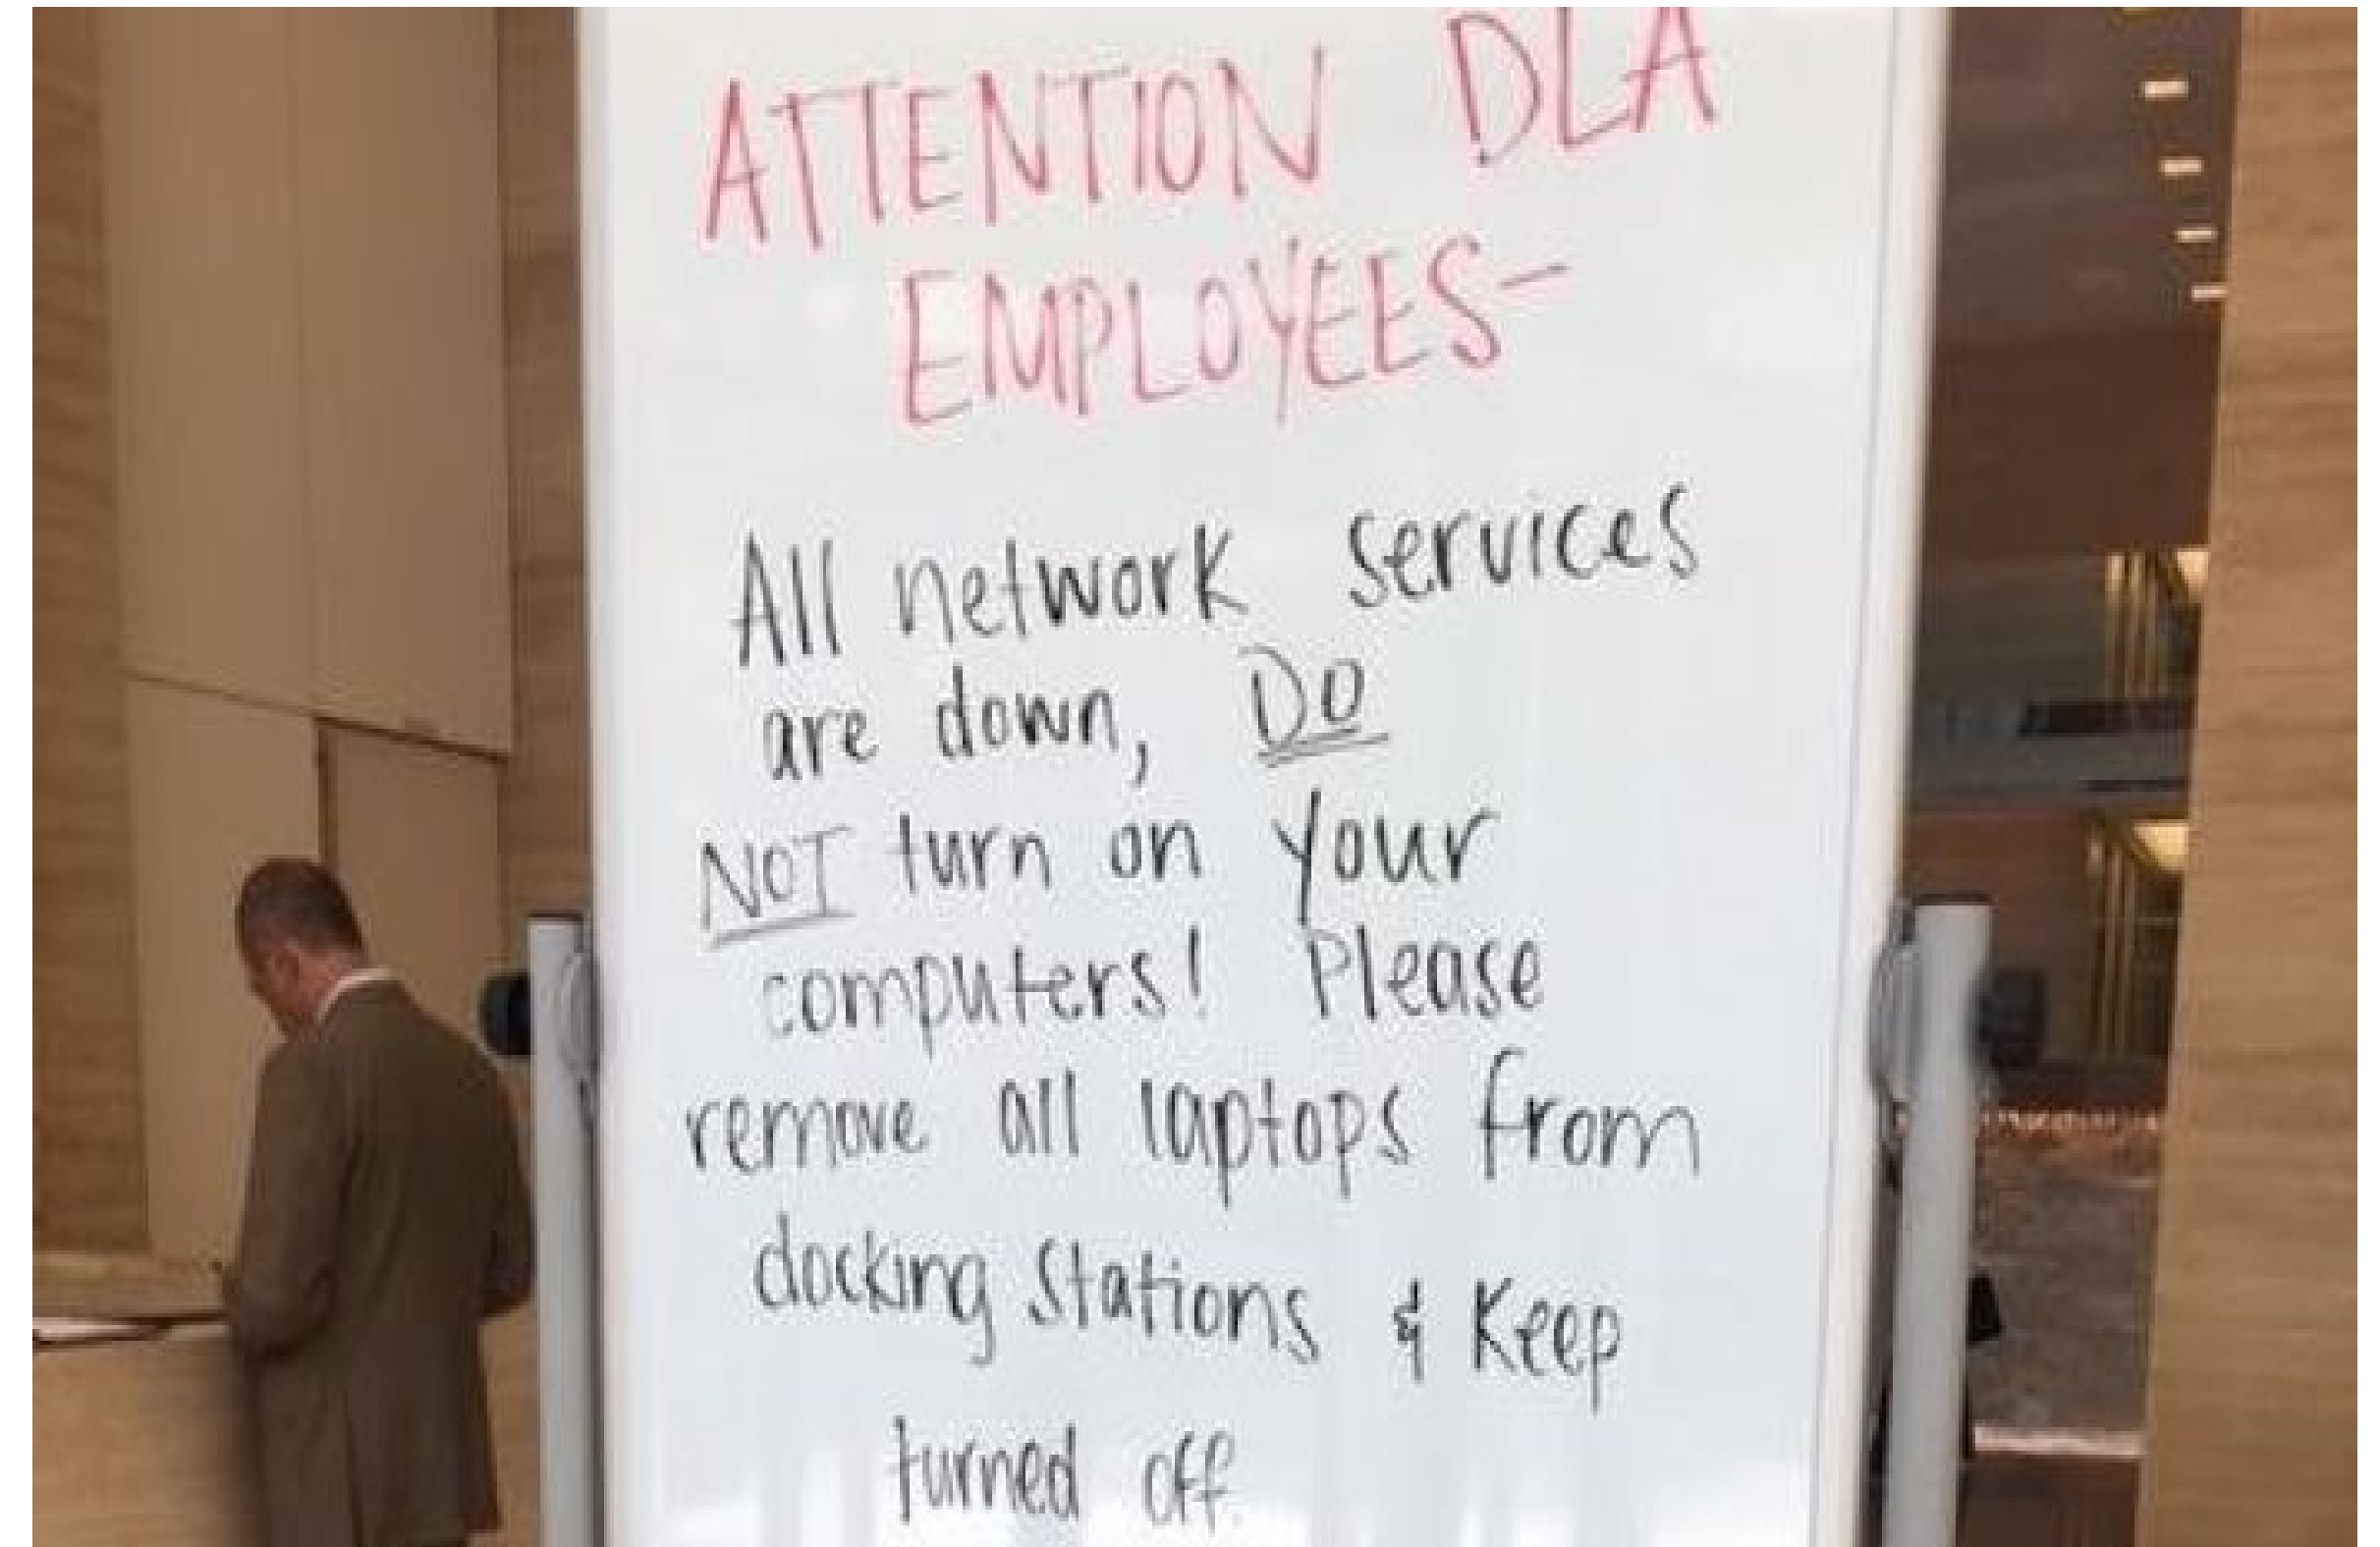 ATTENTION DLA
EMPLOYEES-
All network services
are down, DO
NOT turn on your
computers! Please
remove all laptops from
docking stations & keep
turned off.